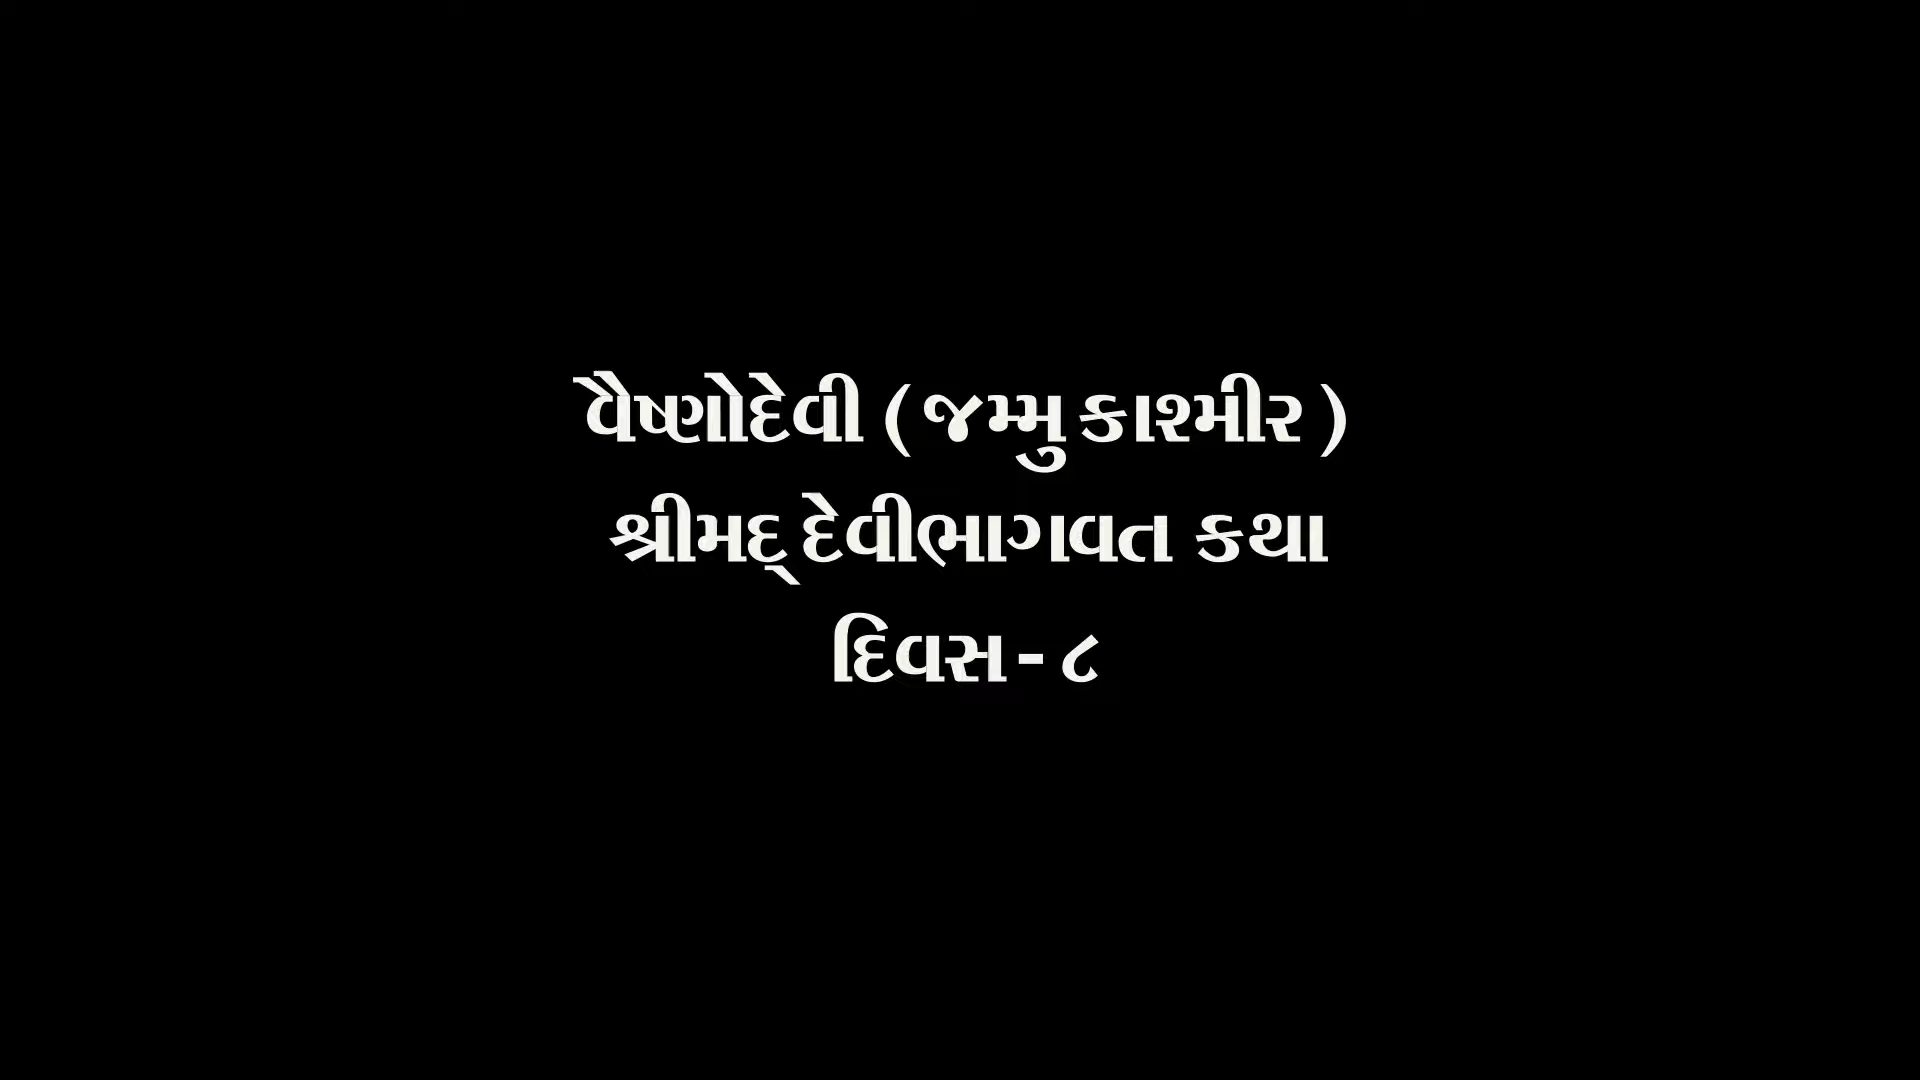 વૈષ્ણોદેવી ( જમ્મુ કાશ્મીર )
શ્રીમદ્ દેવીભાગવત કથા
દિવસ - ૮